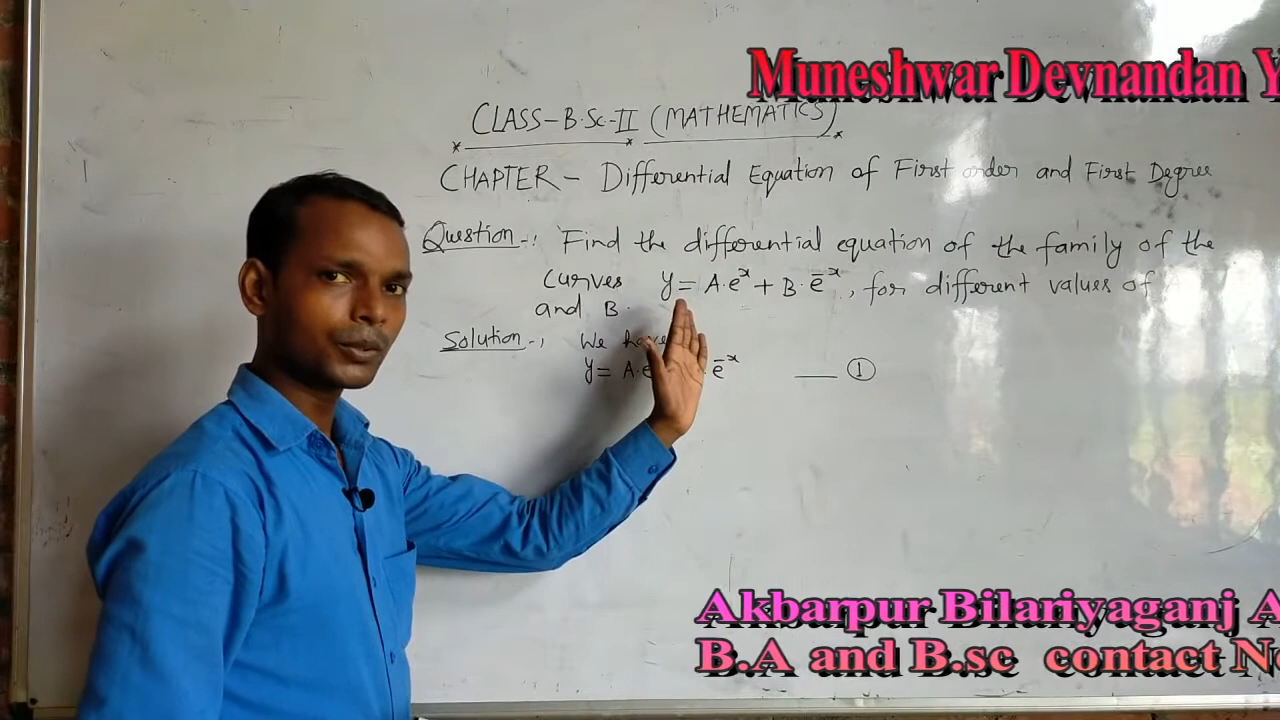 Muneshwar Devnandan Y
CLASS-B.Sc-II (MATHEMATICS)
CHAPTER - Differential Equation of First order and First Degree
Question-: Find the differential equation of the family of the
curves y = A·eˣ + B·e⁻ˣ, for different values of A
and B.
Solution-, We have
y = A·e e⁻ˣ — ①
Akbarpur Bilariyaganj A
B.A and B.sc contact No